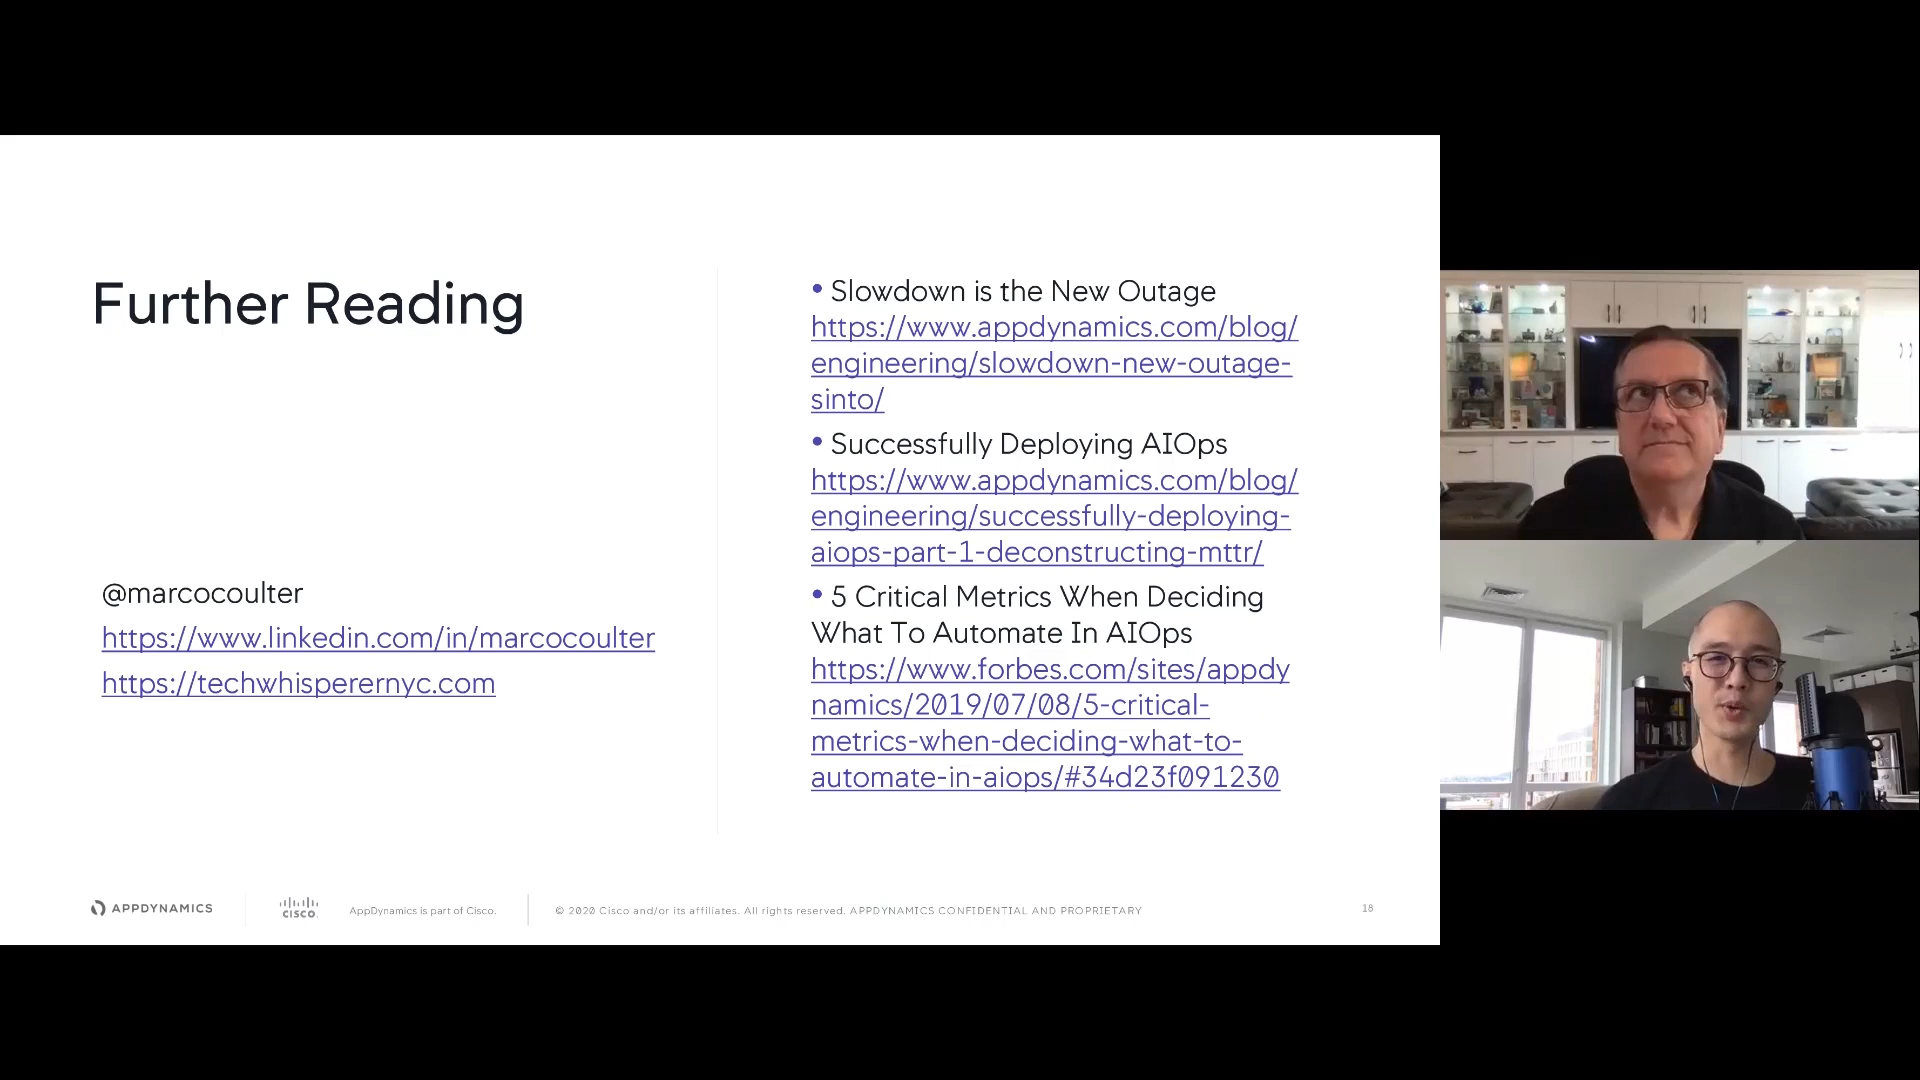 Further Reading
@marcocoulter
https://www.linkedin.com/in/marcocoulter
https://techwhisperernyc.com
• Slowdown is the New Outage
https://www.appdynamics.com/blog/
engineering/slowdown-new-outage-
sinto/
• Successfully Deploying AIOps
https://www.appdynamics.com/blog/
engineering/successfully-deploying-
aiops-part-1-deconstructing-mttr/
• 5 Critical Metrics When Deciding
What To Automate In AIOps
https://www.forbes.com/sites/appdy
namics/2019/07/08/5-critical-
metrics-when-deciding-what-to-
automate-in-aiops/#34d23f091230
APPDYNAMICS
CISCO
AppDynamics is part of Cisco.
© 2020 Cisco and/or its affiliates. All rights reserved. APPDYNAMICS CONFIDENTIAL AND PROPRIETARY
18